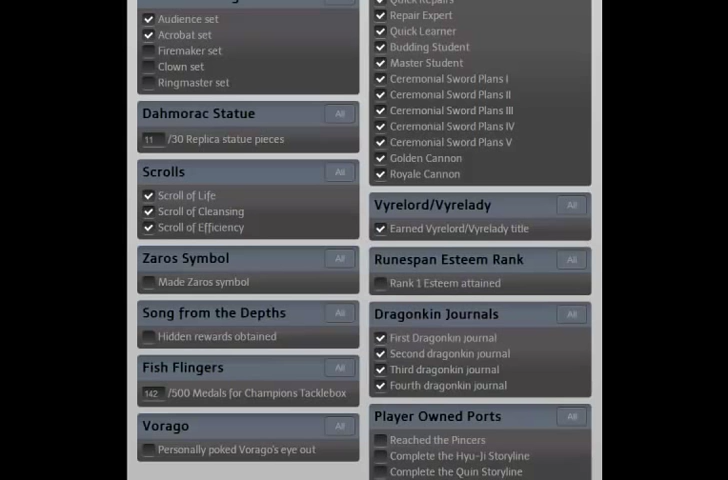 Audience set
Acrobat set
Firemaker set
Clown set
Ringmaster set
Dahmorac Statue
All
11 /30 Replica statue pieces
Scrolls
All
Scroll of Life
Scroll of Cleansing
Scroll of Efficiency
Zaros Symbol
All
Made Zaros symbol
Song from the Depths
All
Hidden rewards obtained
Fish Flingers
All
142 /500 Medals for Champions Tacklebox
Vorago
All
Personally poked Vorago's eye out
Quick Repairs
Repair Expert
Quick Learner
Budding Student
Master Student
Ceremonial Sword Plans I
Ceremonial Sword Plans II
Ceremonial Sword Plans III
Ceremonial Sword Plans IV
Ceremonial Sword Plans V
Golden Cannon
Royale Cannon
Vyrelord/Vyrelady
All
Earned Vyrelord/Vyrelady title
Runespan Esteem Rank
All
Rank 1 Esteem attained
Dragonkin Journals
All
First Dragonkin journal
Second dragonkin journal
Third dragonkin journal
Fourth dragonkin journal
Player Owned Ports
All
Reached the Pincers
Complete the Hyu-Ji Storyline
Complete the Quin Storyline